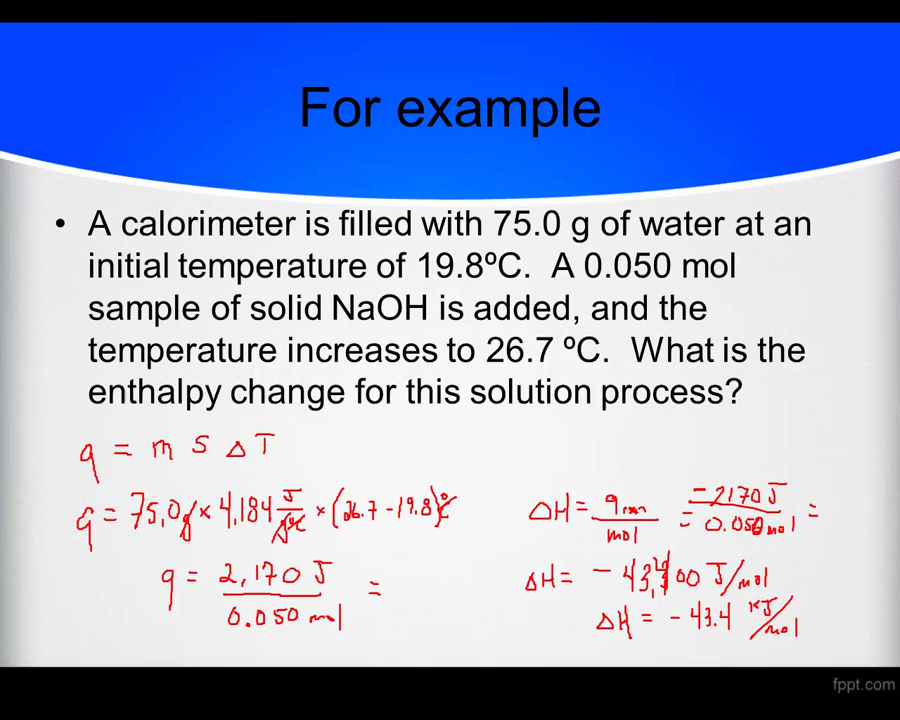 For example
• A calorimeter is filled with 75.0 g of water at an
initial temperature of 19.8ºC. A 0.050 mol
sample of solid NaOH is added, and the
temperature increases to 26.7 ºC. What is the
enthalpy change for this solution process?
q = m S Δ T
q = 75.0g × 4.184 J/g°C × (26.7 - 19.8)°C
q = 2,170 J / 0.050 mol =
ΔH = q rxn / mol = -2170 J / 0.050 mol =
ΔH = - 43,400 J/mol
ΔH = - 43.4 kJ/mol
fppt.com